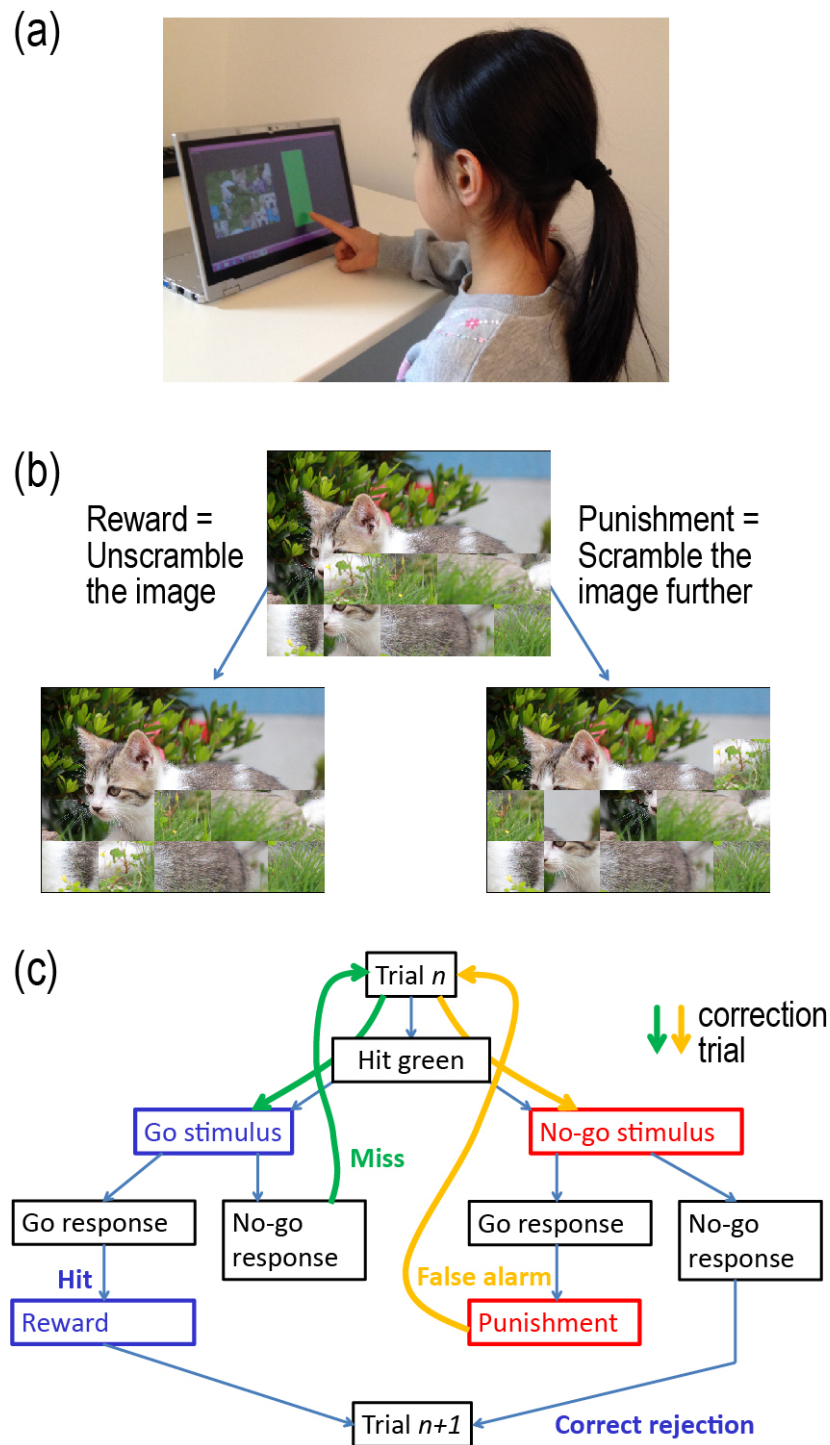 (a)
(b)
Reward =
Unscramble
the image
Punishment =
Scramble the
image further
(c)
Trial n
correction
trial
Hit green
Go stimulus
No-go stimulus
Miss
Go response
No-go
response
Go response
No-go
response
Hit
False alarm
Reward
Punishment
Trial n+1
Correct rejection